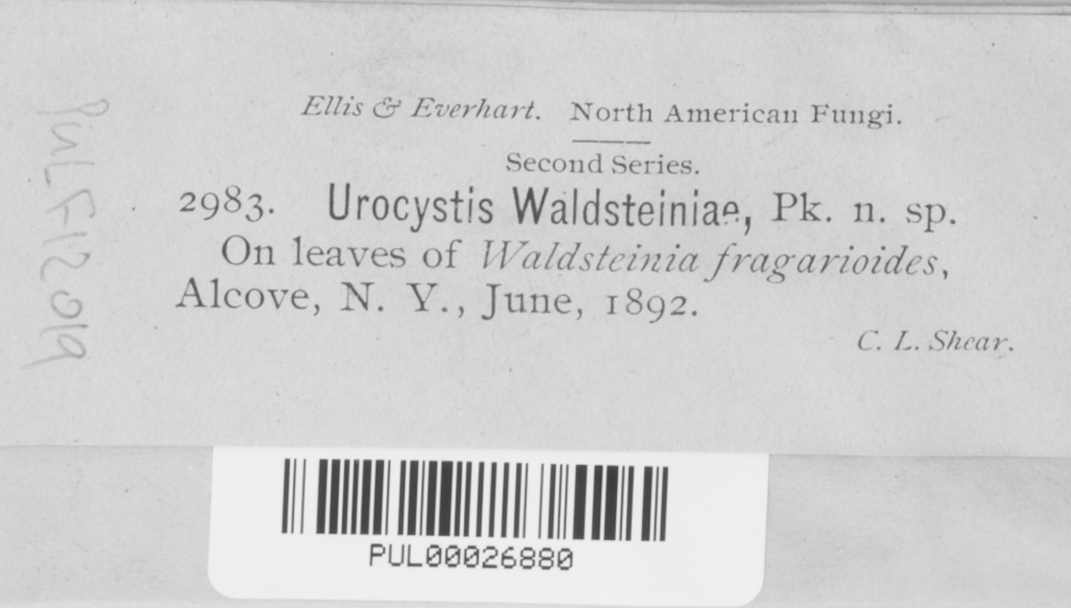 Ellis & Everhart. North American Fungi.
Second Series.
2983. Urocystis Waldsteiniae, Pk. n. sp.
On leaves of Waldsteinia fragarioides,
Alcove, N. Y., June, 1892.
C. L. Shear.
PUL F12019
PUL00026880